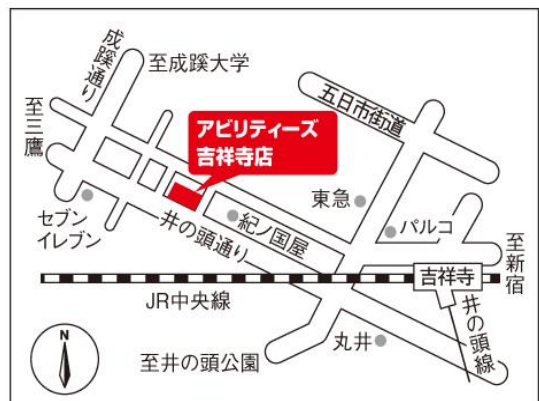 成蹊通り
至成蹊大学
至三鷹
アビリティーズ
吉祥寺店
五日市街道
セブン
イレブン
井の頭通り
紀ノ国屋
東急
パルコ
至新宿
吉祥寺
JR中央線
井の頭線
丸井
至井の頭公園
N